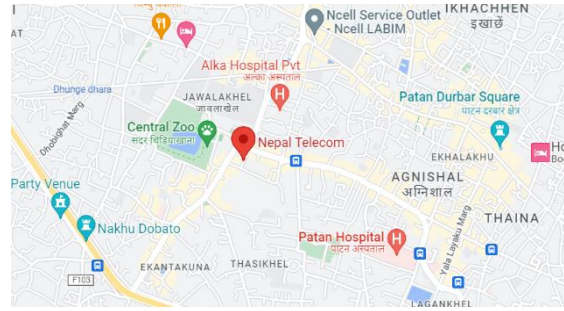 Ncell Service Outlet
- Ncell LABIM
IKHACHHEN
इखाछेँ
Alka Hospital Pvt
अल्का अस्पताल
Dhunge dhara
JAWALAKHEL
जावलाखेल
Patan Durbar Square
पाटन दरबार क्षेत्र
Dhobighat Marg
Central Zoo
सदर चिडियाखाना
Nepal Telecom
EKHALAKHU
AGNISHAL
अग्निशाल
Party Venue
THAINA
Nakhu Dobato
Patan Hospital
पाटन अस्पताल
Yala Layaku Marg
EKANTAKUNA
THASIKHEL
F103
LAGANKHEL